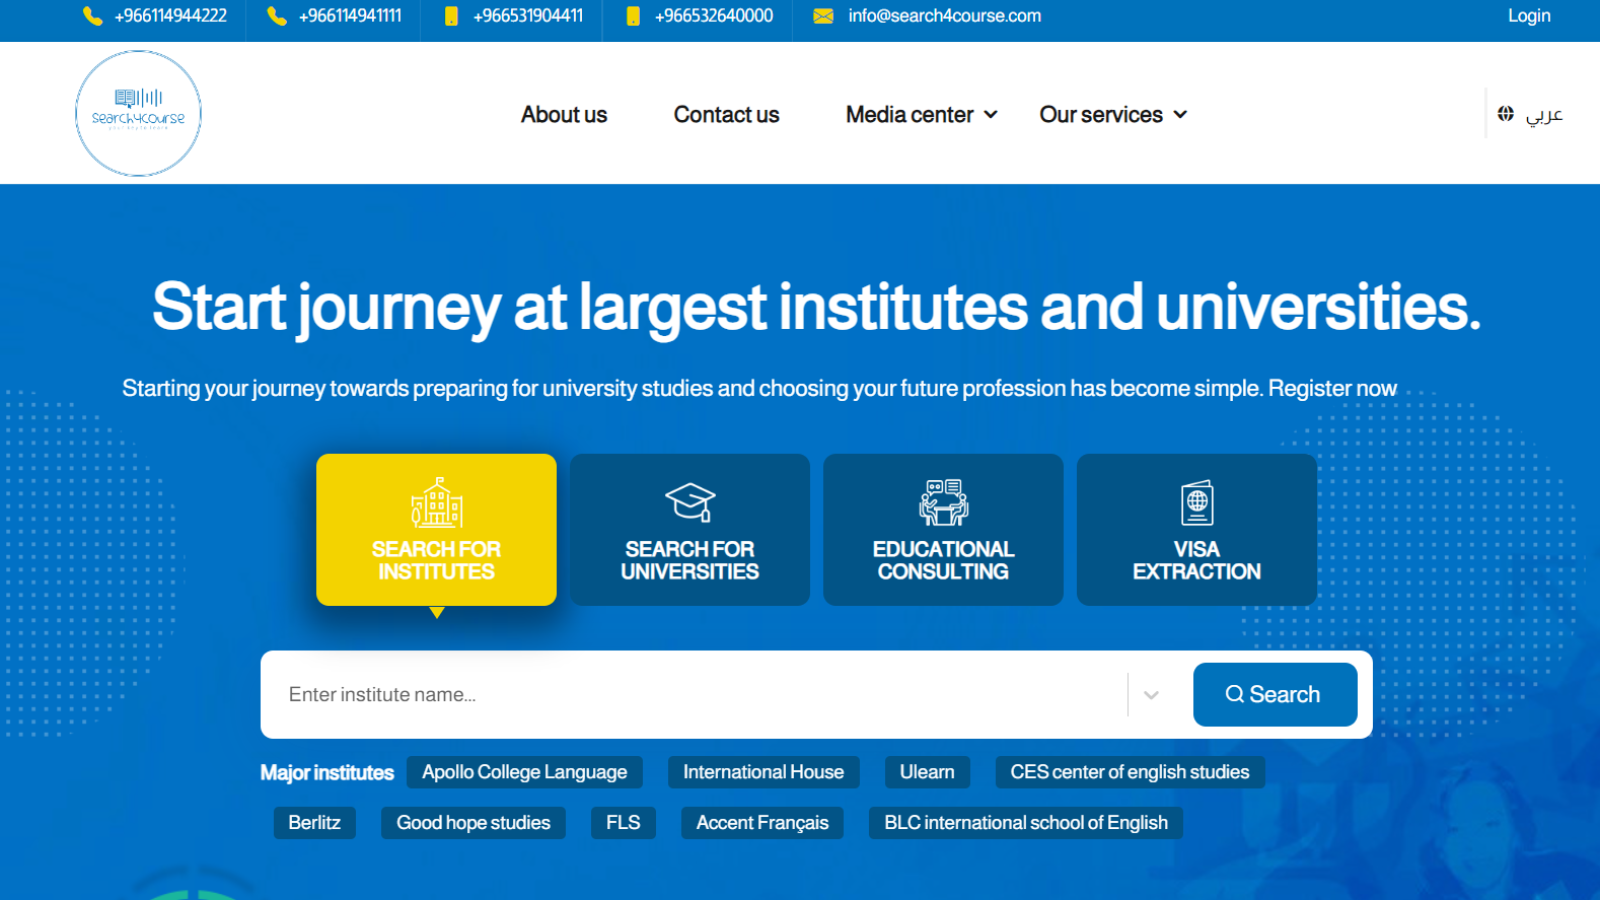 +966114944222
+966114941111
+966531904411
+966532640000
info@search4course.com
Login
Search4Course
About us
Contact us
Media center
Our services
عربي
Start journey at largest institutes and universities.
Starting your journey towards preparing for university studies and choosing your future profession has become simple. Register now
SEARCH FOR
INSTITUTES
SEARCH FOR
UNIVERSITIES
EDUCATIONAL
CONSULTING
VISA
EXTRACTION
Enter institute name...
Search
Major institutes
Apollo College Language
International House
Ulearn
CES center of english studies
Berlitz
Good hope studies
FLS
Accent Français
BLC international school of English